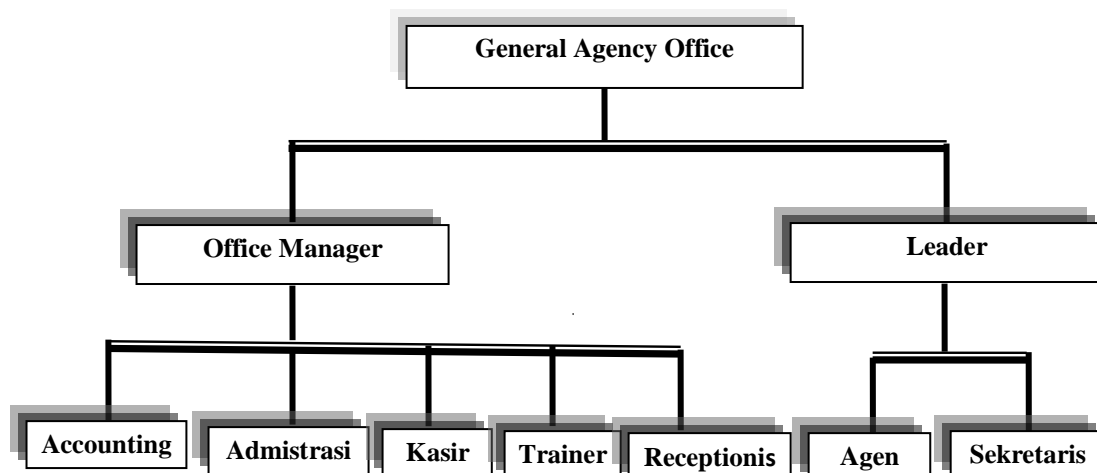 General Agency Office
Office Manager
Leader
Accounting
Admistrasi
Kasir
Trainer
Receptionis
Agen
Sekretaris